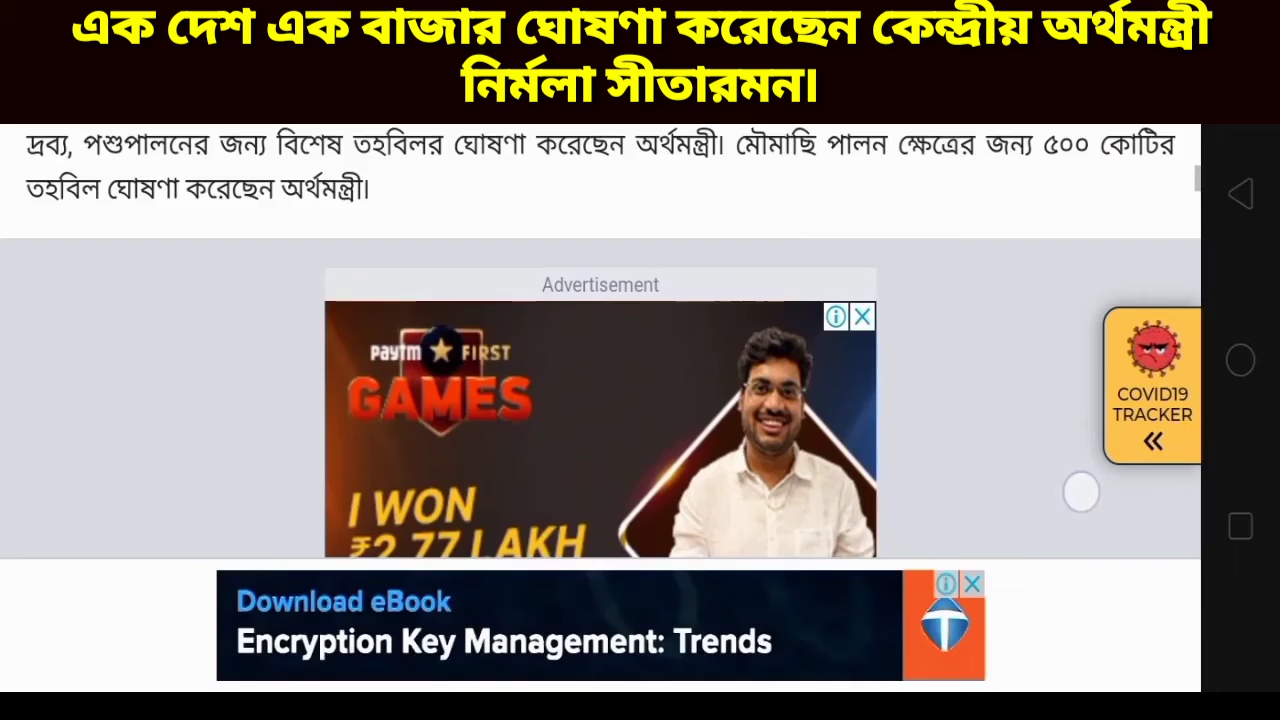 এক দেশ এক বাজার ঘোষণা করেছেন কেন্দ্রীয় অর্থমন্ত্রী
নির্মলা সীতারমন।
দ্রব্য, পশুপালনের জন্য বিশেষ তহবিলর ঘোষণা করেছেন অর্থমন্ত্রী। মৌমাছি পালন ক্ষেত্রের জন্য ৫০০ কোটির
তহবিল ঘোষণা করেছেন অর্থমন্ত্রী।
Advertisement
Paytm FIRST
GAMES
COVID19
TRACKER
I WON
₹2.77 LAKH
Download eBook
Encryption Key Management: Trends